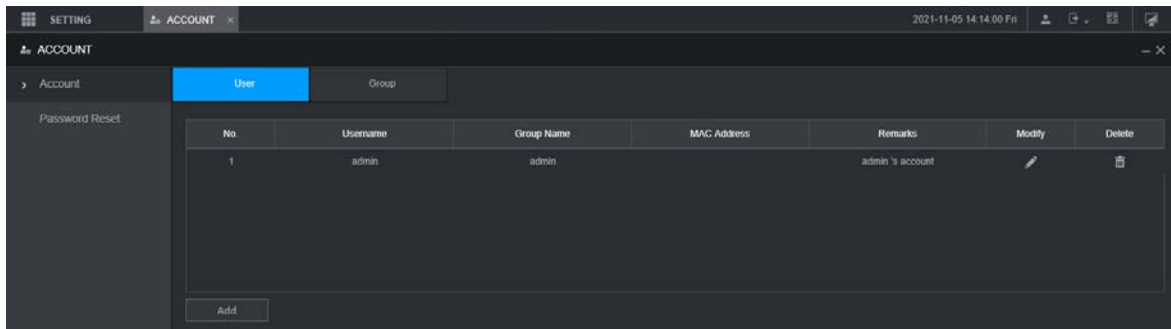 SETTING ACCOUNT × 2021-11-05 14:14:00 Fri
ACCOUNT
Account User Group
Password Reset
No. Username Group Name MAC Address Remarks Modify Delete
1 admin admin admin 's account
Add